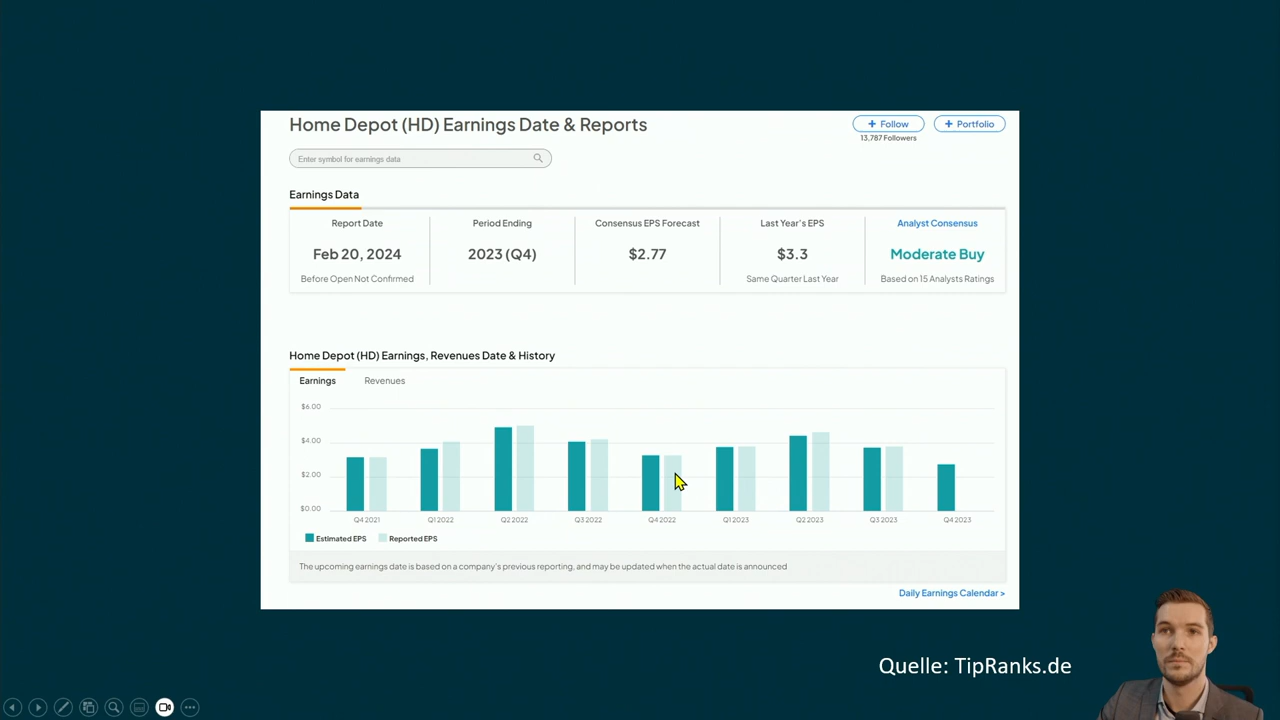 Home Depot (HD) Earnings Date & Reports
+ Follow
+ Portfolio
13,787 Followers
Enter symbol for earnings data
Earnings Data
Report Date
Feb 20, 2024
Before Open Not Confirmed
Period Ending
2023 (Q4)
Consensus EPS Forecast
$2.77
Last Year's EPS
$3.3
Same Quarter Last Year
Analyst Consensus
Moderate Buy
Based on 15 Analysts Ratings
Home Depot (HD) Earnings, Revenues Date & History
Earnings
Revenues
$6.00
$4.00
$2.00
$0.00
Q4 2021
Q1 2022
Q2 2022
Q3 2022
Q4 2022
Q1 2023
Q2 2023
Q3 2023
Q4 2023
Estimated EPS
Reported EPS
The upcoming earnings date is based on a company's previous reporting, and may be updated when the actual date is announced
Daily Earnings Calendar >
Quelle: TipRanks.de